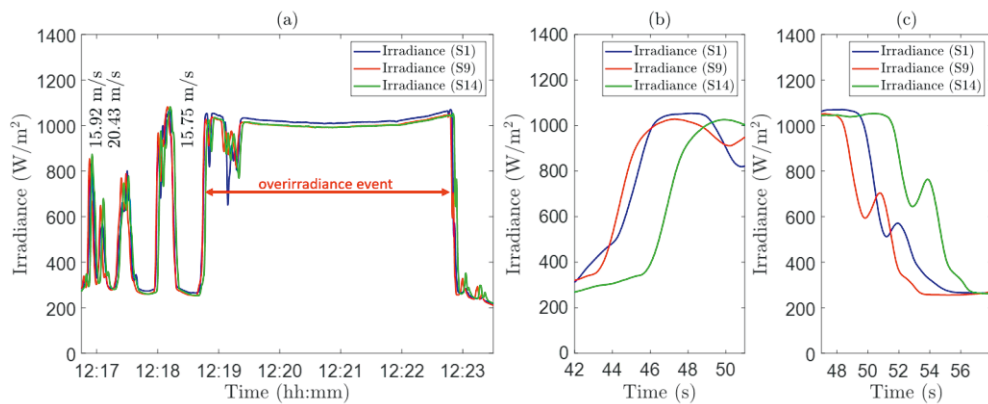 (a)
Irradiance (W/m²)
1400
1200
1000
800
600
400
200
0
15.92 m/s
20.43 m/s
15.75 m/s
Irradiance (S1)
Irradiance (S9)
Irradiance (S14)
overirradiance event
12:17
12:18
12:19
12:20
12:21
12:22
12:23
Time (hh:mm)
(b)
Irradiance (W/m²)
1400
1200
1000
800
600
400
200
0
Irradiance (S1)
Irradiance (S9)
Irradiance (S14)
42
44
46
48
50
Time (s)
(c)
Irradiance (W/m²)
1400
1200
1000
800
600
400
200
0
Irradiance (S1)
Irradiance (S9)
Irradiance (S14)
48
50
52
54
56
Time (s)